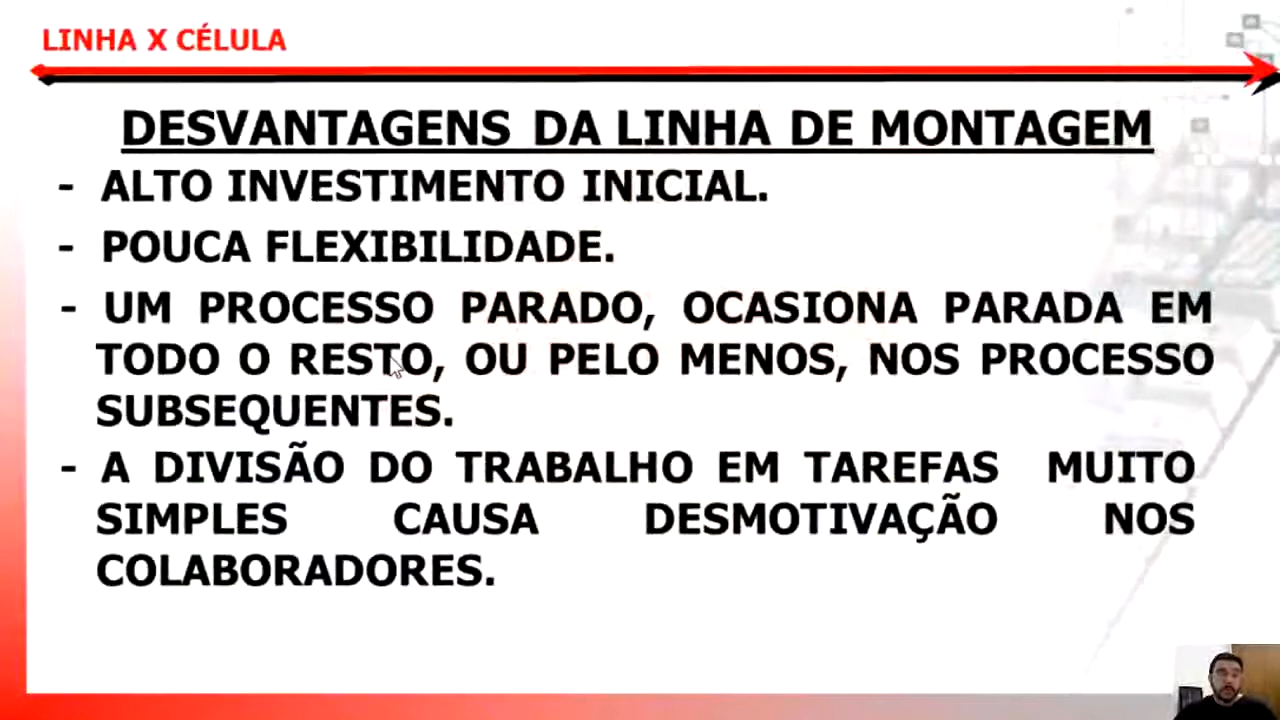 LINHA X CÉLULA
DESVANTAGENS DA LINHA DE MONTAGEM
- ALTO INVESTIMENTO INICIAL.
- POUCA FLEXIBILIDADE.
- UM PROCESSO PARADO, OCASIONA PARADA EM
TODO O RESTO, OU PELO MENOS, NOS PROCESSO
SUBSEQUENTES.
- A DIVISÃO DO TRABALHO EM TAREFAS MUITO
SIMPLES CAUSA DESMOTIVAÇÃO NOS
COLABORADORES.